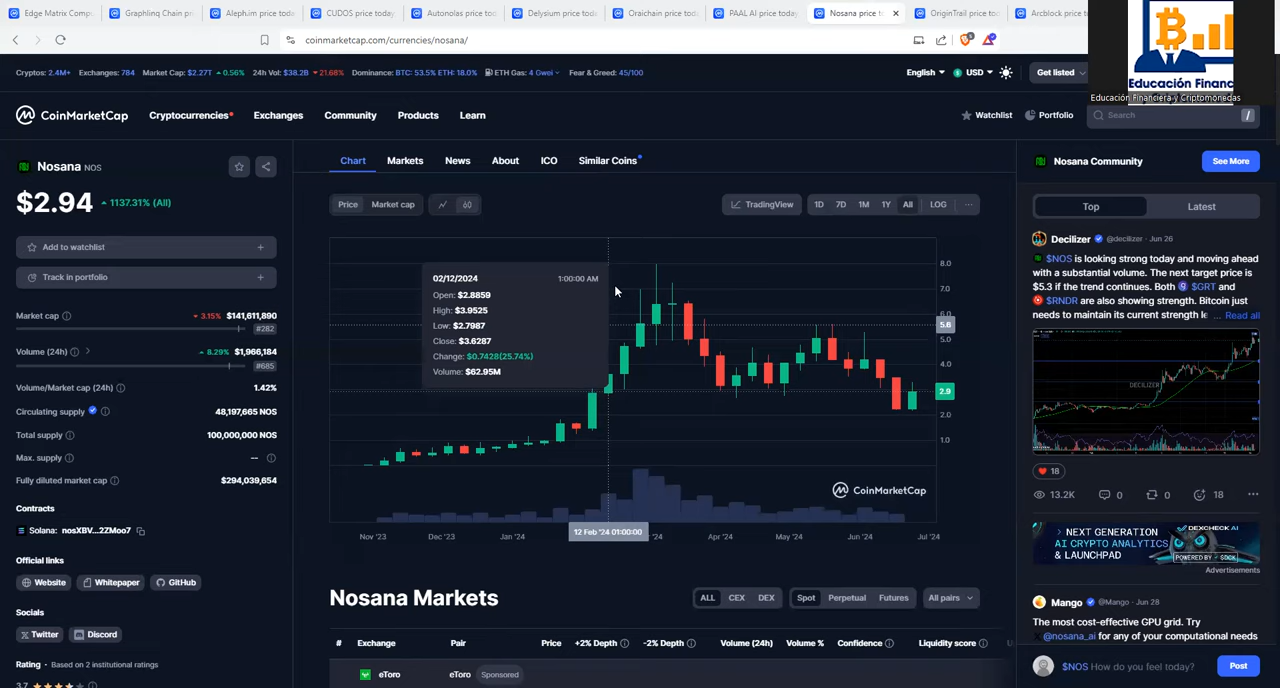 Edge Matrix Compu
Graphlinq Chain pri
Aleph.im price toda
CUDOS price today
Autonolas price tod
Delysium price toda
Oraichain price tod
PAAL AI price today
Nosana price t
OriginTrail price tod
Arcblock price to
coinmarketcap.com/currencies/nosana/
Educación Financi
Educación Financiera y Criptomonedas
Cryptos: 2.4M+ Exchanges: 784 Market Cap: $2.27T 0.56% 24h Vol: $38.2B 21.68% Dominance: BTC: 53.5% ETH: 18.0% ETH Gas: 4 Gwei Fear & Greed: 45/100
English USD Get listed
CoinMarketCap Cryptocurrencies Exchanges Community Products Learn Watchlist Portfolio Search /
Nosana NOS
$2.94 1137.31% (All)
Add to watchlist +
Track in portfolio +
Market cap 3.15% $141,611,890
#282
Volume (24h) 8.29% $1,966,184
#685
Volume/Market cap (24h) 1.42%
Circulating supply 48,197,665 NOS
Total supply 100,000,000 NOS
Max. supply --
Fully diluted market cap $294,039,654
Contracts
Solana: nosXBV...2ZMoo7
Official links
Website Whitepaper GitHub
Socials
Twitter Discord
Rating · Based on 2 institutional ratings
3.7
Chart Markets News About ICO Similar Coins
Price Market cap TradingView 1D 7D 1M 1Y All LOG ...
02/12/2024 1:00:00 AM
Open: $2.8859
High: $3.9525
Low: $2.7987
Close: $3.6287
Change: $0.7428(25.74%)
Volume: $62.95M
8.0
7.0
5.6
5.0
4.0
2.9
2.0
1.0
CoinMarketCap
12 Feb '24 01:00:00
Nov '23 Dec '23 Jan '24 '24 Apr '24 May '24 Jun '24 Jul '24
Nosana Markets ALL CEX DEX Spot Perpetual Futures All pairs
# Exchange Pair Price +2% Depth -2% Depth Volume (24h) Volume % Confidence Liquidity score
eToro eToro Sponsored
Nosana Community See More
Top Latest
Decilizer @decilizer · Jun 26
$NOS is looking strong today and moving ahead
with a substantial volume. The next target price is
$5.3 if the trend continues. Both $GRT and
$RNDR are also showing strength. Bitcoin just
needs to maintain its current strength le ... Read all
DECILIZER
18
13.2K 0 0 18 ...
NEXT GENERATION
AI CRYPTO ANALYTICS
& LAUNCHPAD
DEXCHECK AI
POWERED BY $DCK
Advertisements
Mango @Mango · Jun 28
The most cost-effective GPU grid. Try
@nosana_ai for any of your computational needs
$NOS How do you feel today? Post